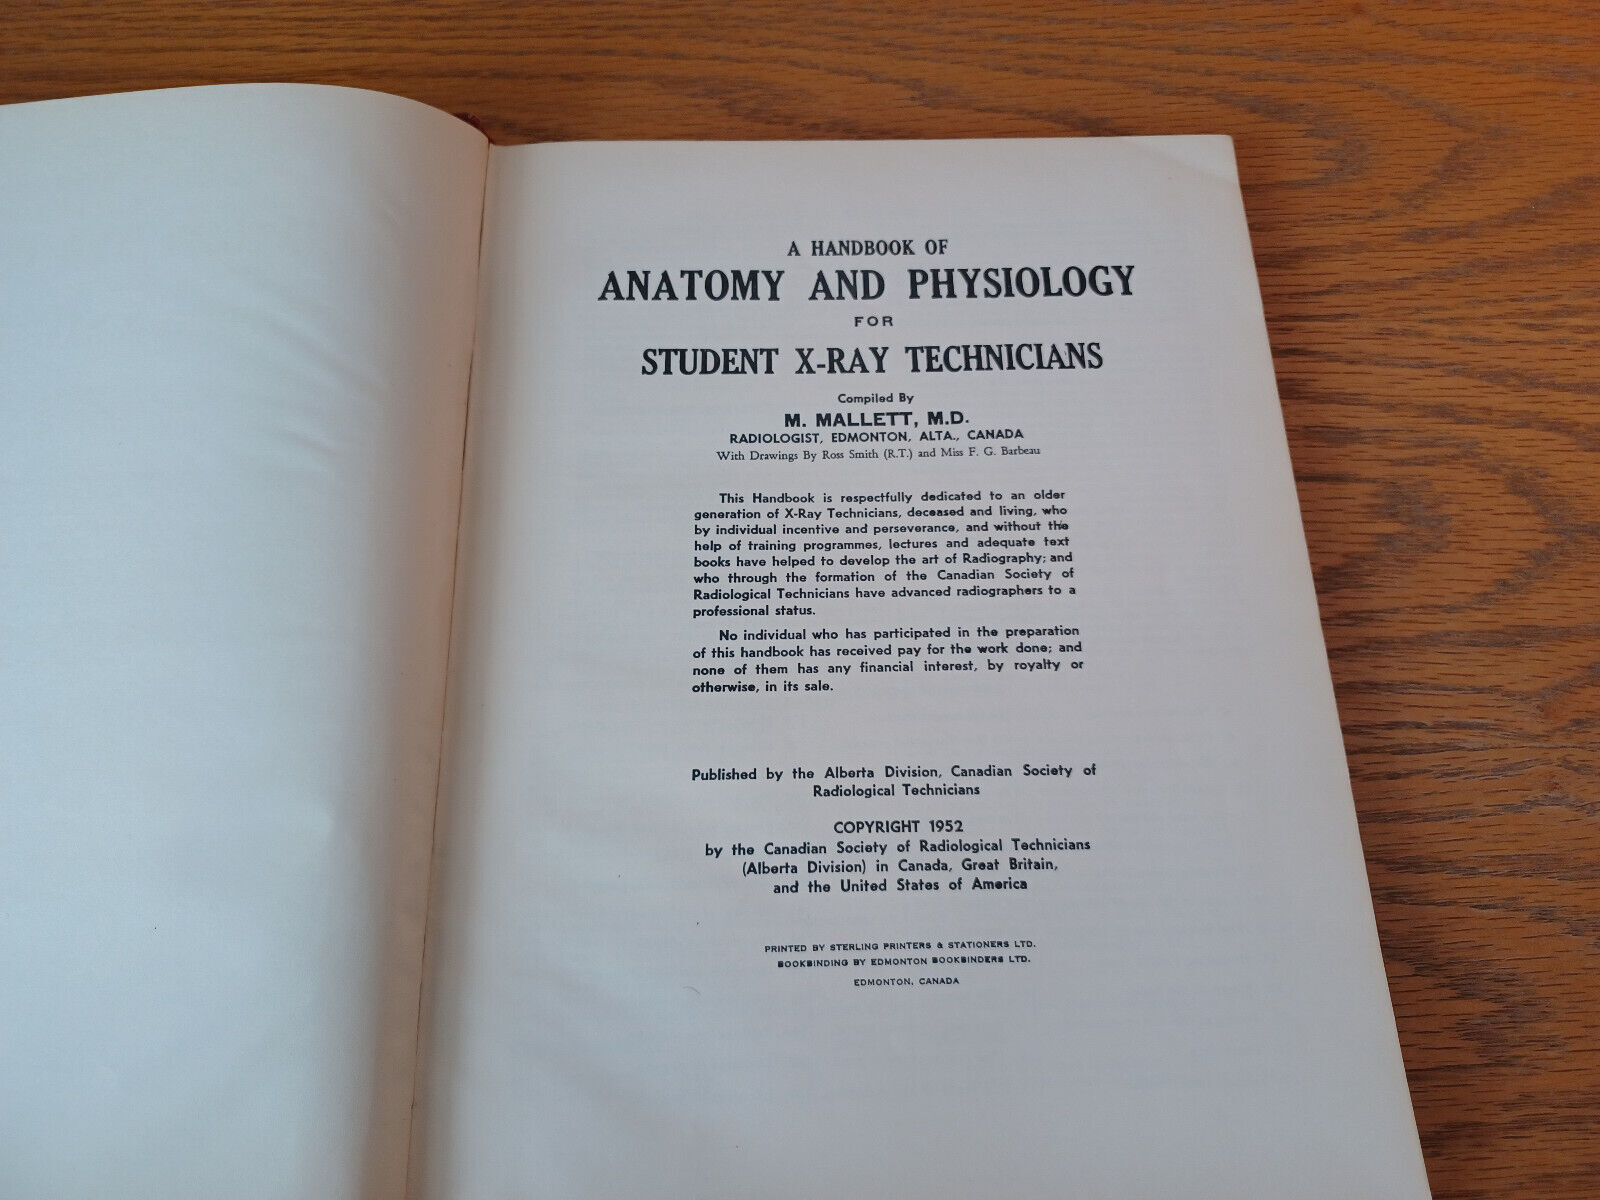 A HANDBOOK OF
ANATOMY AND PHYSIOLOGY
FOR
STUDENT X-RAY TECHNICIANS
Compiled By
M. MALLETT, M.D.
RADIOLOGIST, EDMONTON, ALTA., CANADA
With Drawings By Ross Smith (R.T.) and Miss F. G. Barbeau
This Handbook is respectfully dedicated to an older
generation of X-Ray Technicians, deceased and living, who
by individual incentive and perseverance, and without the
help of training programmes, lectures and adequate text
books have helped to develop the art of Radiography; and
who through the formation of the Canadian Society of
Radiological Technicians have advanced radiographers to a
professional status.
No individual who has participated in the preparation
of this handbook has received pay for the work done; and
none of them has any financial interest, by royalty or
otherwise, in its sale.
Published by the Alberta Division, Canadian Society of
Radiological Technicians
COPYRIGHT 1952
by the Canadian Society of Radiological Technicians
(Alberta Division) in Canada, Great Britain,
and the United States of America
PRINTED BY STERLING PRINTERS & STATIONERS LTD.
BOOKBINDING BY EDMONTON BOOKBINDERS LTD.
EDMONTON, CANADA